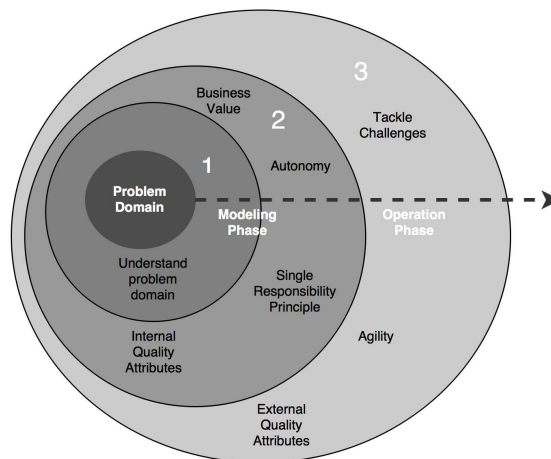 3
Business
Value
2
Tackle
Challenges
1
Autonomy
Problem
Domain
Modeling
Phase
Operation
Phase
Understand
problem
domain
Single
Responsibility
Principle
Internal
Quality
Attributes
Agility
External
Quality
Attributes